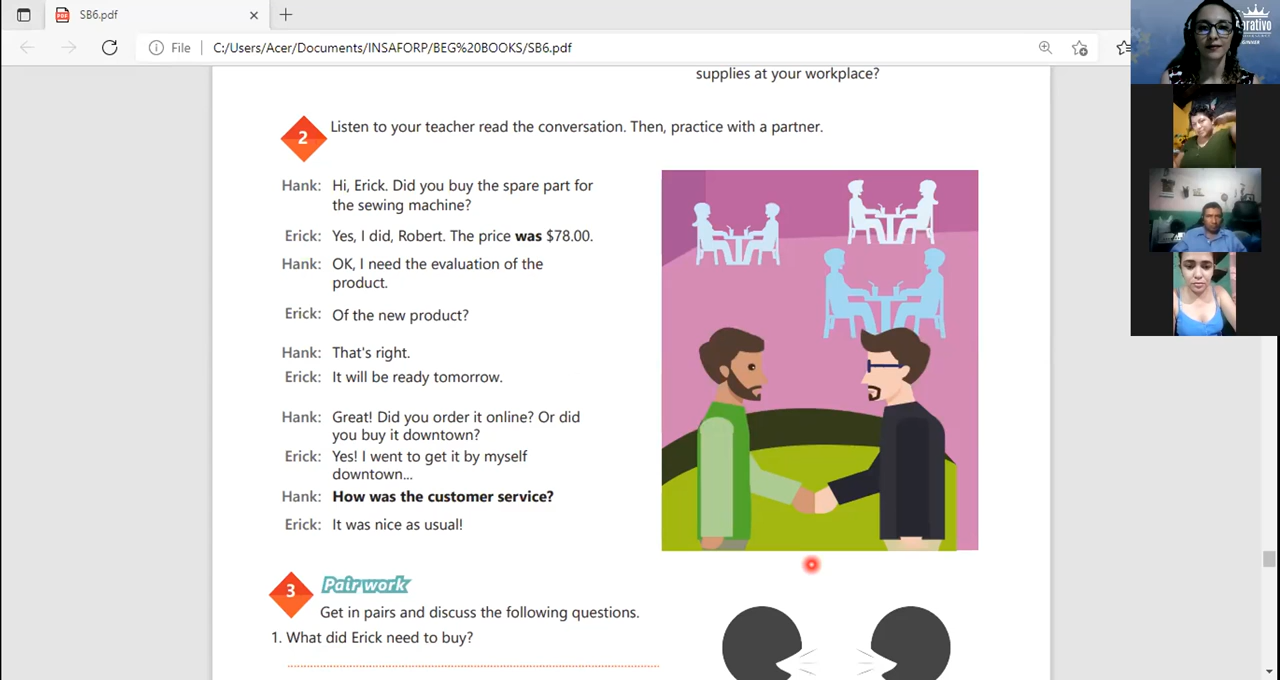 SB6.pdf
File
C:/Users/Acer/Documents/INSAFORP/BEG%20BOOKS/SB6.pdf
supplies at your workplace?
2
Listen to your teacher read the conversation. Then, practice with a partner.
Hank: Hi, Erick. Did you buy the spare part for
the sewing machine?
Erick: Yes, I did, Robert. The price was $78.00.
Hank: OK, I need the evaluation of the
product.
Erick: Of the new product?
Hank: That's right.
Erick: It will be ready tomorrow.
Hank: Great! Did you order it online? Or did
you buy it downtown?
Erick: Yes! I went to get it by myself
downtown...
Hank: How was the customer service?
Erick: It was nice as usual!
3
Pair work
Get in pairs and discuss the following questions.
1. What did Erick need to buy?